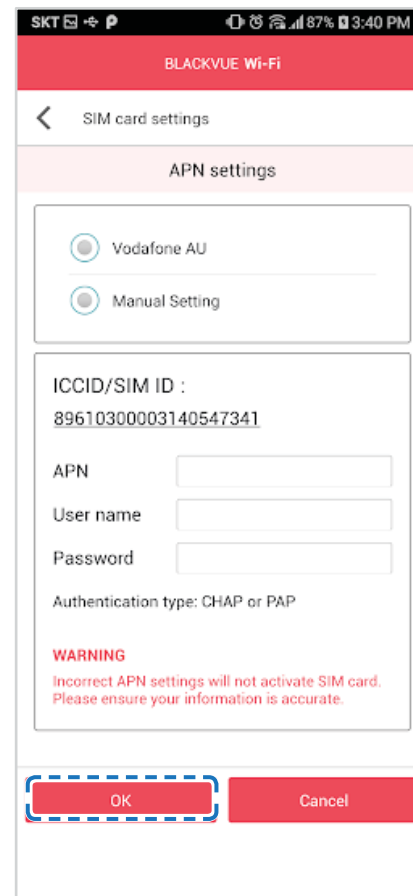 SKT 87% 3:40 PM
BLACKVUE Wi-Fi
SIM card settings
APN settings
Vodafone AU
Manual Setting
ICCID/SIM ID :
89610300003140547341
APN
User name
Password
Authentication type: CHAP or PAP
WARNING
Incorrect APN settings will not activate SIM card.
Please ensure your information is accurate.
OK Cancel